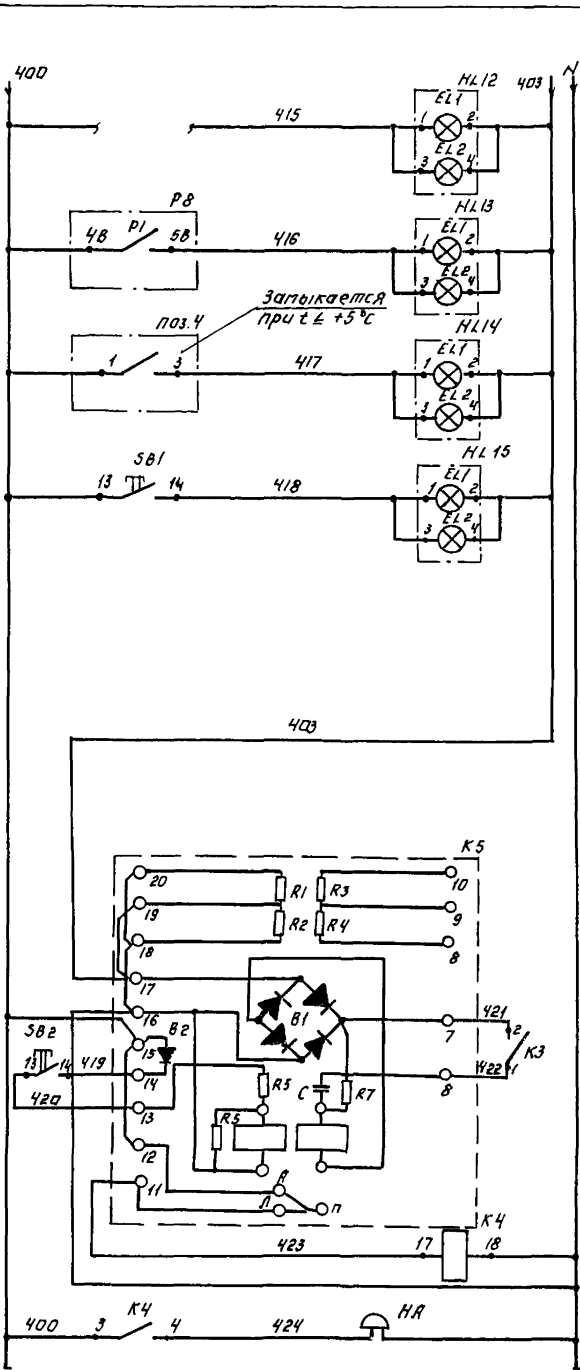 400
HL12
403
N
EL1
415
1
2
EL2
3
4
P8
HL13
P1
4В
5В
416
EL1
1
2
EL2
3
4
Замыкается
при t ≤ +5°С
поз.4
HL14
1
3
417
EL1
1
2
EL2
3
4
SB1
HL15
13
14
418
EL1
1
2
EL2
3
4
403
K5
20
R1
R3
10
19
9
R2
R4
18
8
17
16
B1
421
SB2
B2
7
2
15
K3
13
14
419
14
422
1
R5
C
R7
8
420
13
R5
12
А
11
Л
П
K4
423
17
18
K4
HA
400
3
4
424